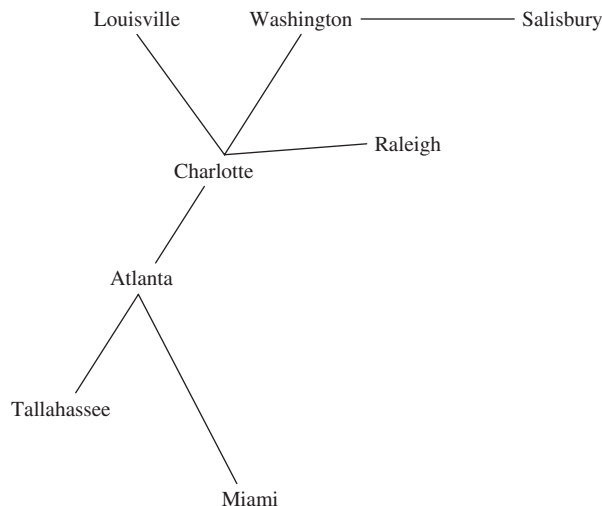 Louisville
Washington
Salisbury
Raleigh
Charlotte
Atlanta
Tallahassee
Miami